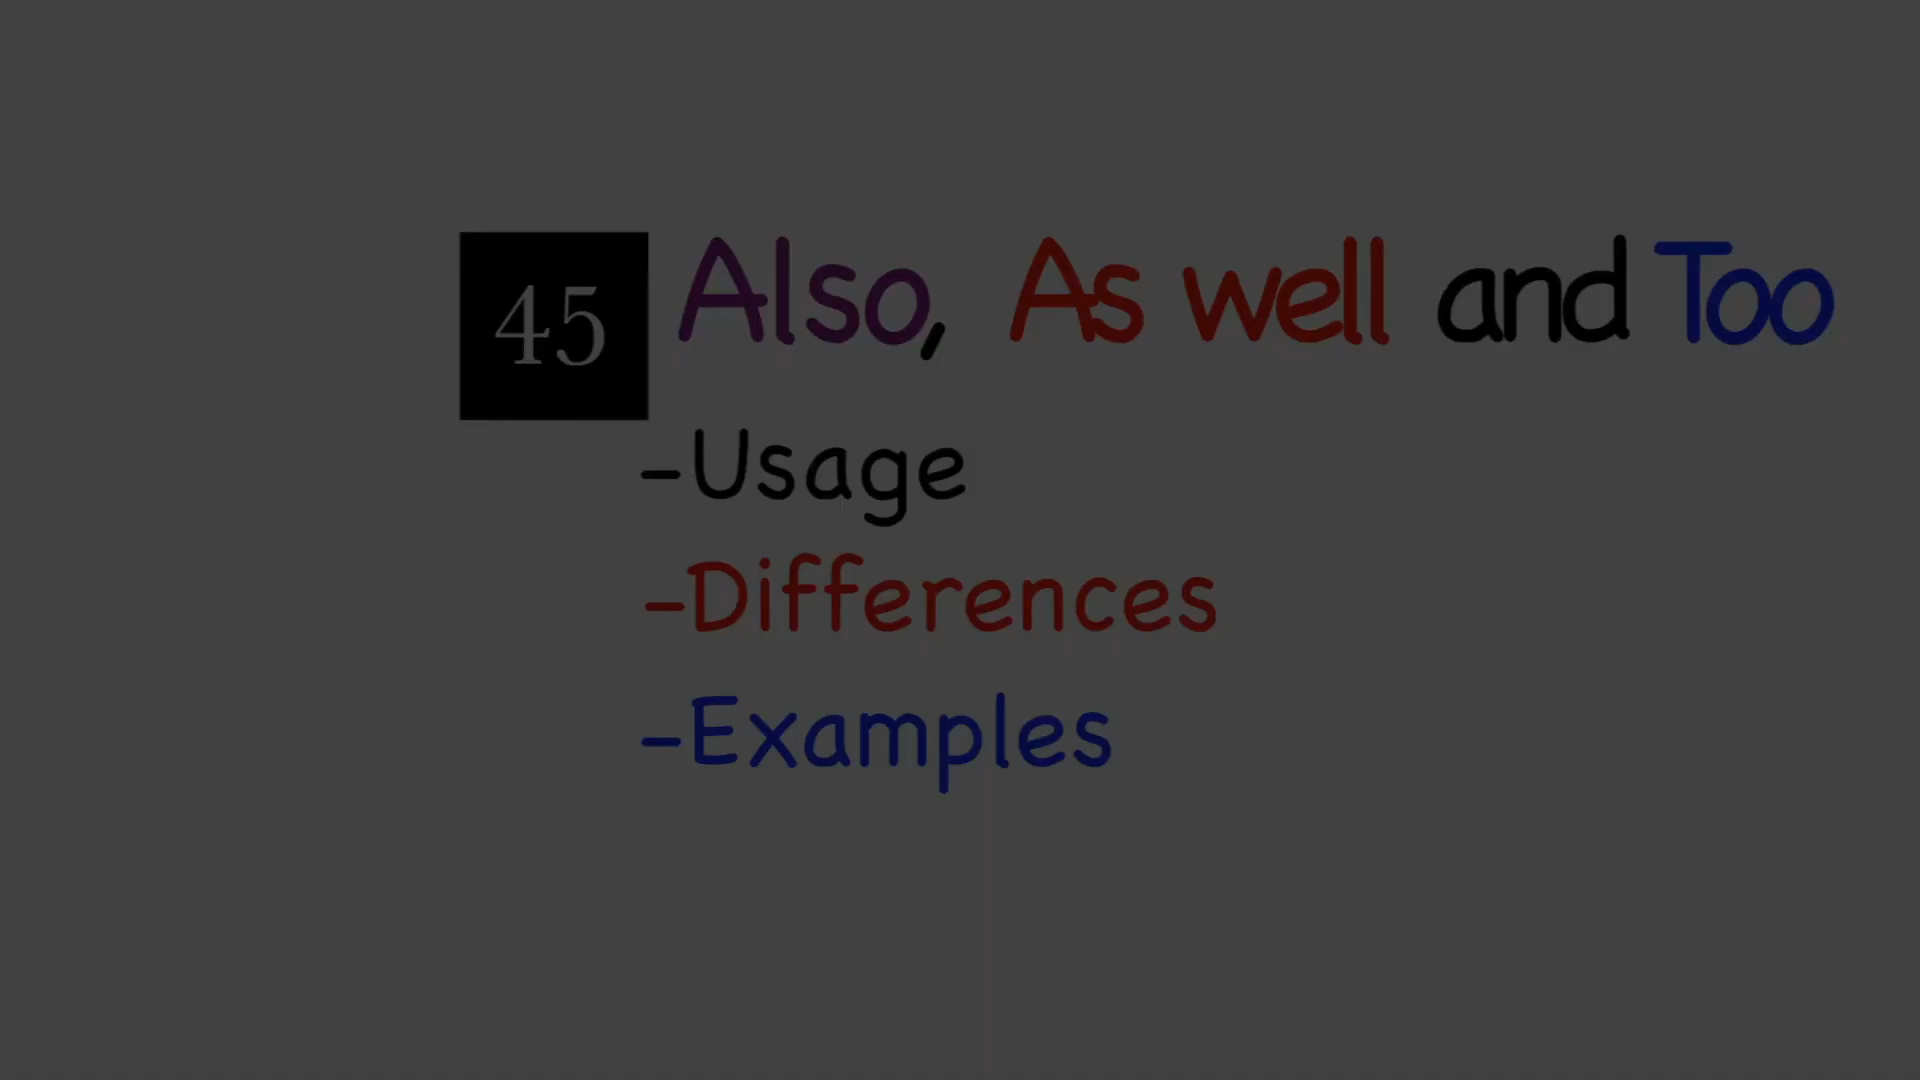 45 Also, As well and Too
-Usage
-Differences
-Examples